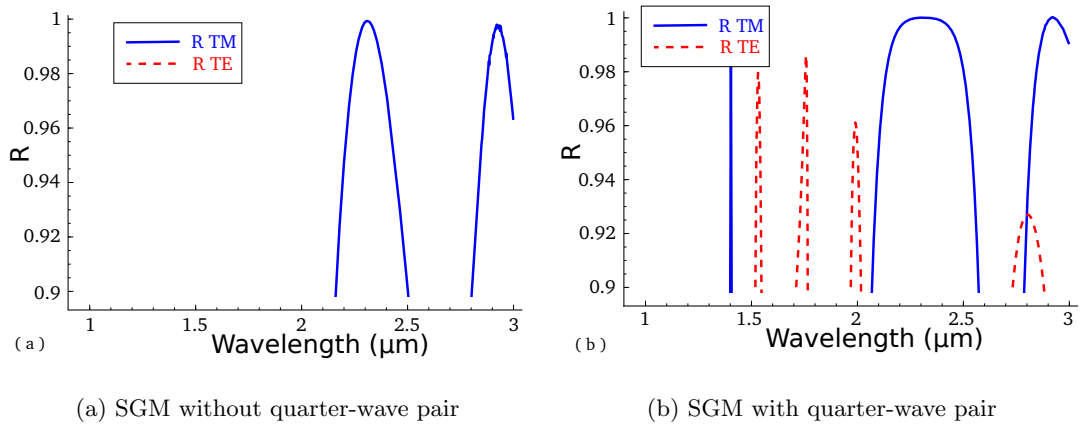 1
0.98
0.96
0.94
0.92
0.9
R
R TM
R TE
1
1.5
2
2.5
3
Wavelength (μm)
( a )
1
0.98
0.96
0.94
0.92
0.9
R
R TM
R TE
1
1.5
2
2.5
3
Wavelength (μm)
( b )
(a) SGM without quarter-wave pair
(b) SGM with quarter-wave pair